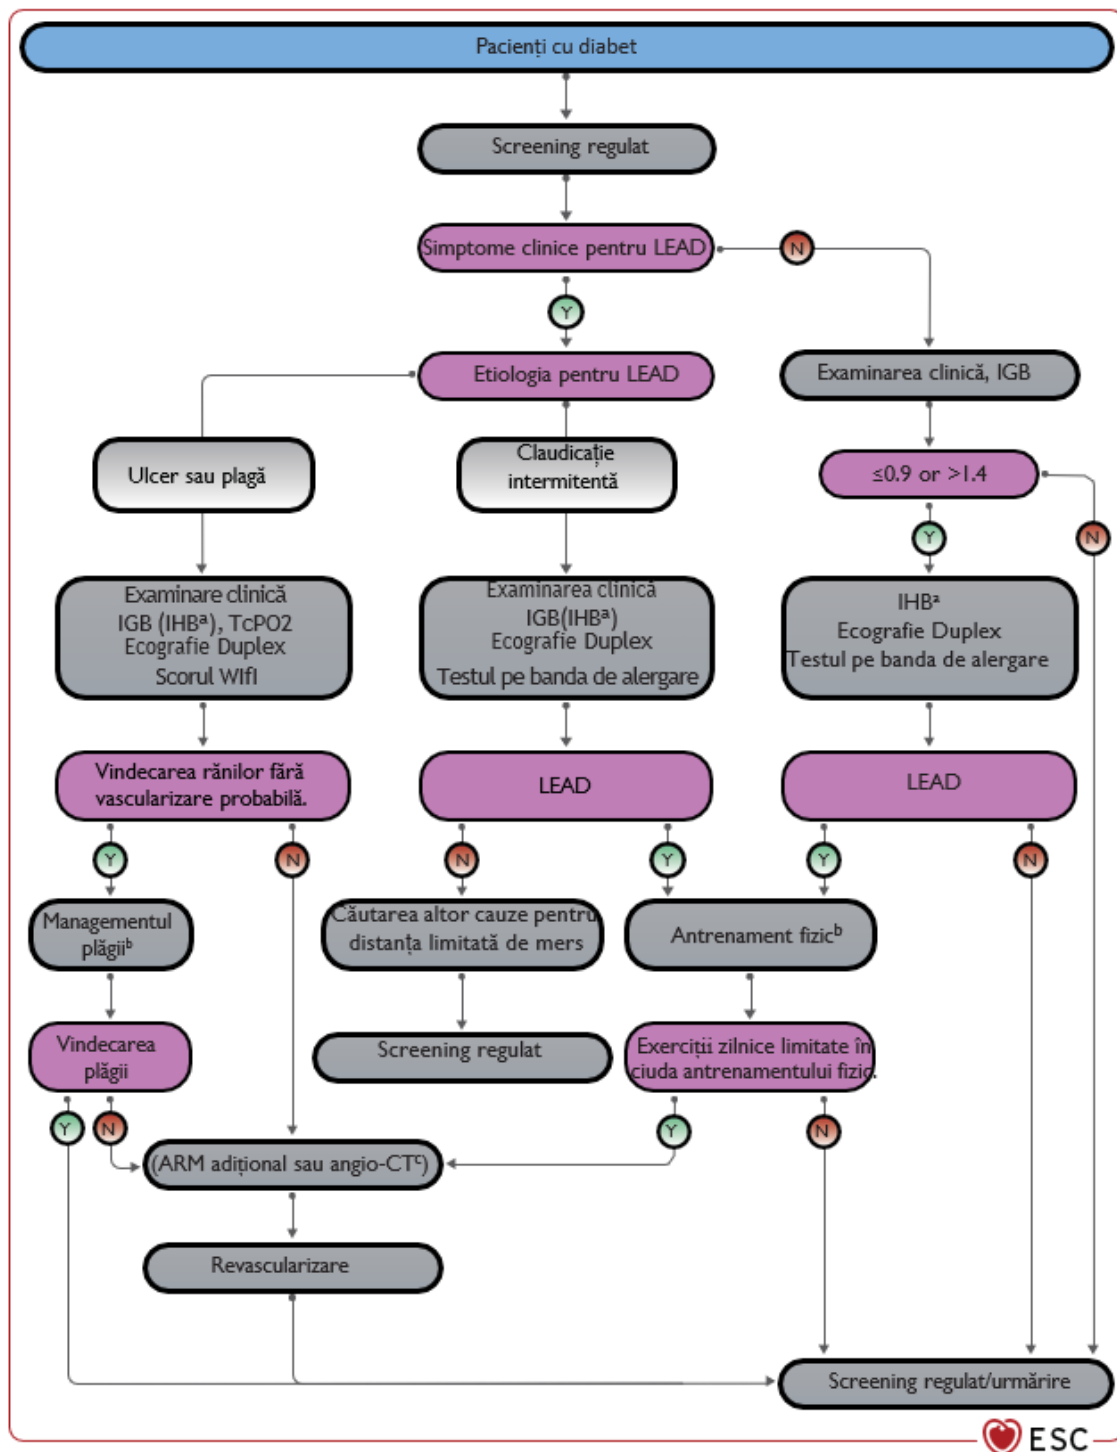 Pacienți cu diabet
Screening regulat
Simptome clinice pentru LEAD
N
Y
Etiologia pentru LEAD
Examinarea clinică, IGB
Ulcer sau plagă
Claudicație
intermitentă
≤0.9 or >1.4
Y
N
Examinare clinică
IGB (IHBª), TcPO2
Ecografie Duplex
Scorul WIfI
Examinarea clinică
IGB(IHBª)
Ecografie Duplex
Testul pe banda de alergare
IHBª
Ecografie Duplex
Testul pe banda de alergare
Vindecarea rănilor fără
vascularizare probabilă.
LEAD
LEAD
Y
N
N
Y
Y
N
Managementul
plăgiiᵇ
Căutarea altor cauze pentru
distanța limitată de mers
Antrenament fizicᵇ
Vindecarea
plăgii
Screening regulat
Exerciții zilnice limitate în
ciuda antrenamentului fizic.
Y
N
Y
N
(ARM adițional sau angio-CTᶜ)
Revascularizare
Screening regulat/urmărire
ESC